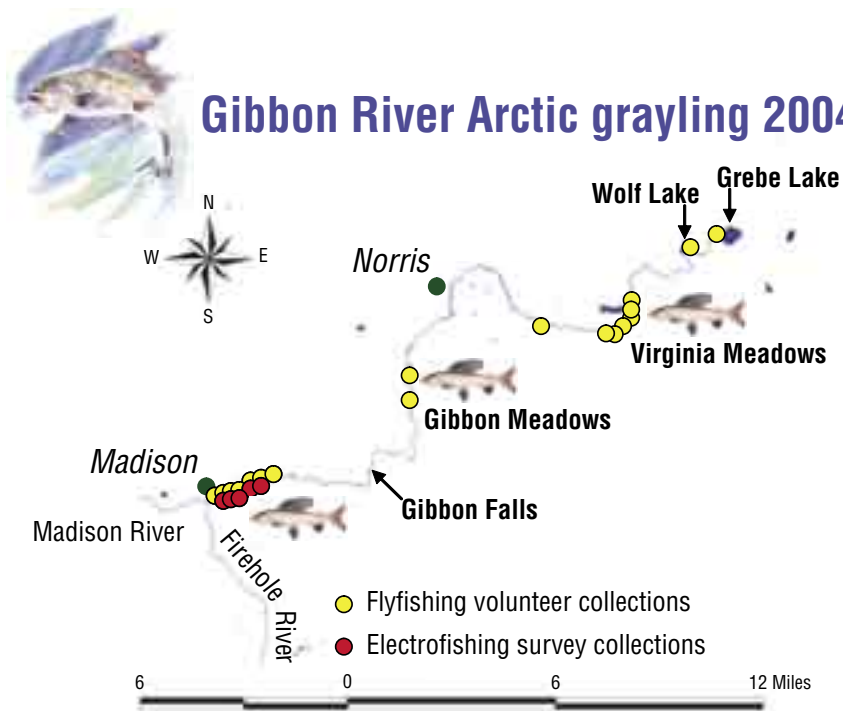 Gibbon River Arctic grayling 2004
Wolf Lake
Grebe Lake
N
W
E
S
Norris
Virginia Meadows
Gibbon Meadows
Madison
Gibbon Falls
Madison River
Firehole River
Flyfishing volunteer collections
Electrofishing survey collections
6 0 6 12 Miles